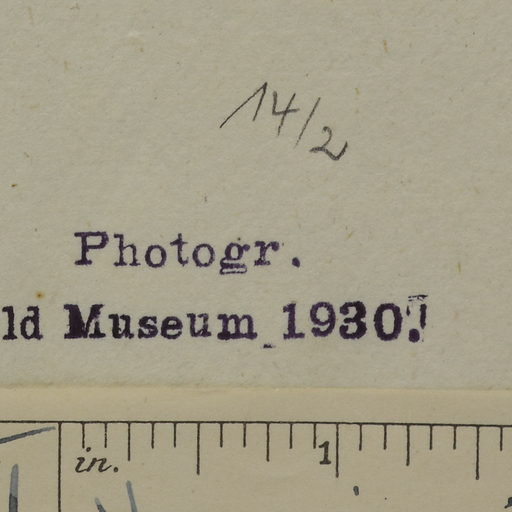 14/2
Photogr.
ld Museum 1930.
in. 1